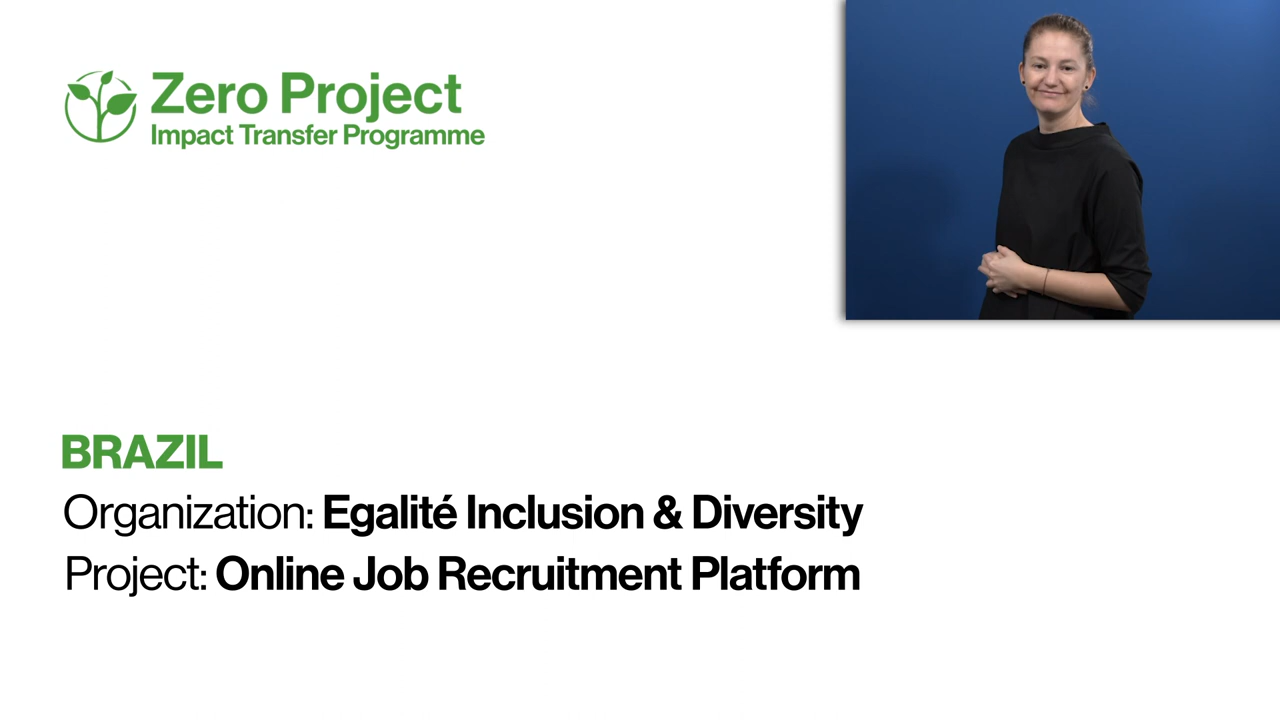 Zero Project
Impact Transfer Programme
BRAZIL
Organization: Egalité Inclusion & Diversity
Project: Online Job Recruitment Platform